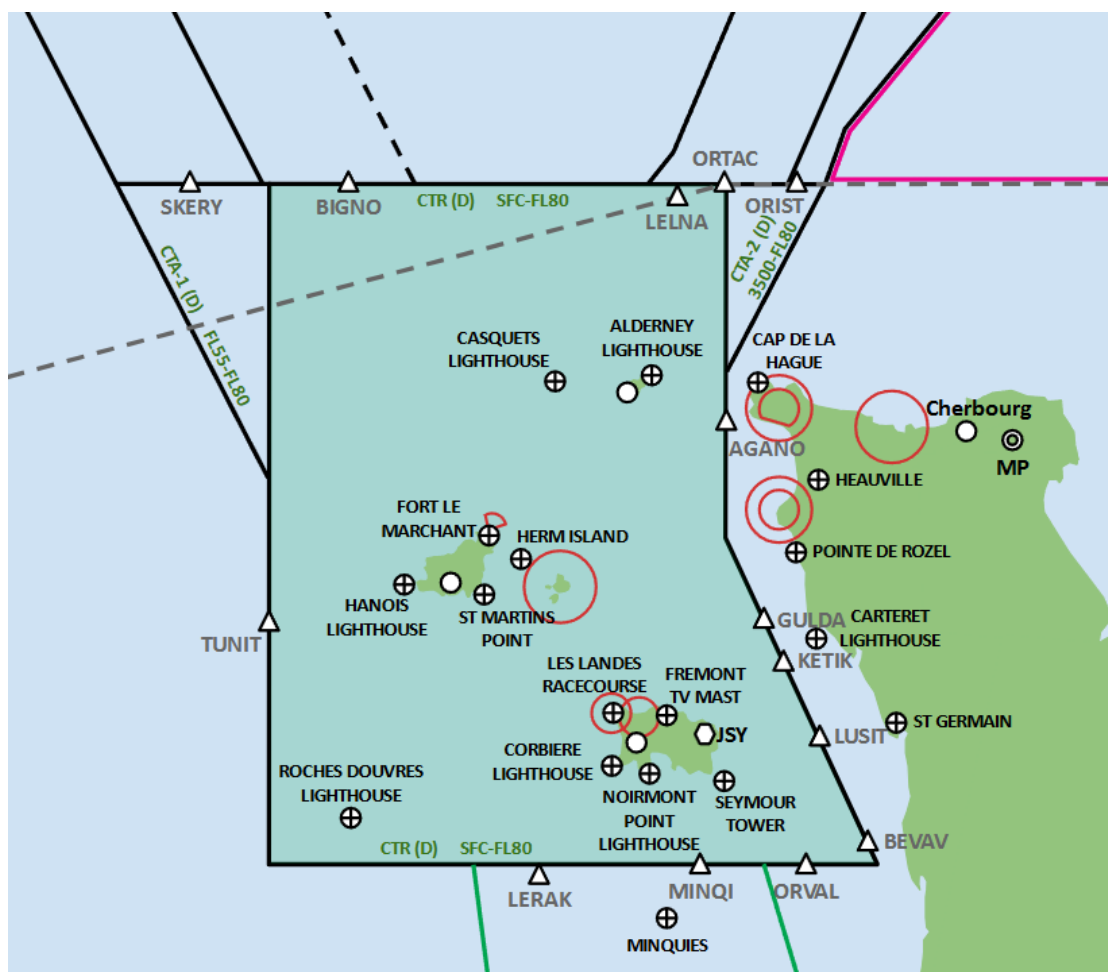 ORTAC
SKERY
BIGNO
CTR (D) SFC-FL80
LELNA
ORIST
CTA-1 (D) FL55-FL80
CTA-2 (D)
3500-FL80
CASQUETS
LIGHTHOUSE
ALDERNEY
LIGHTHOUSE
CAP DE LA
HAGUE
Cherbourg
MP
AGANO
HEAUVILLE
FORT LE
MARCHANT
HERM ISLAND
POINTE DE ROZEL
HANOIS
LIGHTHOUSE
ST MARTINS
POINT
TUNIT
GULDA
CARTERET
LIGHTHOUSE
KETIK
LES LANDES
RACECOURSE
FREMONT
TV MAST
JSY
LUSIT
ST GERMAIN
CORBIERE
LIGHTHOUSE
ROCHES DOUVRES
LIGHTHOUSE
NOIRMONT
POINT
LIGHTHOUSE
SEYMOUR
TOWER
BEVAV
CTR (D) SFC-FL80
LERAK
MINQI
ORVAL
MINQUIES